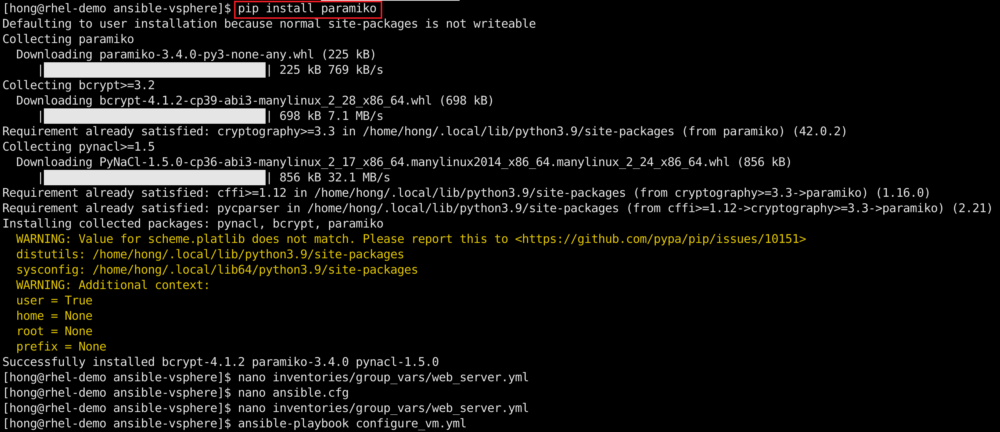 [hong@rhel-demo ansible-vsphere]$ pip install paramiko
Defaulting to user installation because normal site-packages is not writeable
Collecting paramiko
  Downloading paramiko-3.4.0-py3-none-any.whl (225 kB)
     |                                | 225 kB 769 kB/s
Collecting bcrypt>=3.2
  Downloading bcrypt-4.1.2-cp39-abi3-manylinux_2_28_x86_64.whl (698 kB)
     |                                | 698 kB 7.1 MB/s
Requirement already satisfied: cryptography>=3.3 in /home/hong/.local/lib/python3.9/site-packages (from paramiko) (42.0.2)
Collecting pynacl>=1.5
  Downloading PyNaCl-1.5.0-cp36-abi3-manylinux_2_17_x86_64.manylinux2014_x86_64.manylinux_2_24_x86_64.whl (856 kB)
     |                                | 856 kB 32.1 MB/s
Requirement already satisfied: cffi>=1.12 in /home/hong/.local/lib/python3.9/site-packages (from cryptography>=3.3->paramiko) (1.16.0)
Requirement already satisfied: pycparser in /home/hong/.local/lib/python3.9/site-packages (from cffi>=1.12->cryptography>=3.3->paramiko) (2.21)
Installing collected packages: pynacl, bcrypt, paramiko
  WARNING: Value for scheme.platlib does not match. Please report this to <https://github.com/pypa/pip/issues/10151>
  distutils: /home/hong/.local/lib/python3.9/site-packages
  sysconfig: /home/hong/.local/lib64/python3.9/site-packages
  WARNING: Additional context:
  user = True
  home = None
  root = None
  prefix = None
Successfully installed bcrypt-4.1.2 paramiko-3.4.0 pynacl-1.5.0
[hong@rhel-demo ansible-vsphere]$ nano inventories/group_vars/web_server.yml
[hong@rhel-demo ansible-vsphere]$ nano ansible.cfg
[hong@rhel-demo ansible-vsphere]$ nano inventories/group_vars/web_server.yml
[hong@rhel-demo ansible-vsphere]$ ansible-playbook configure_vm.yml